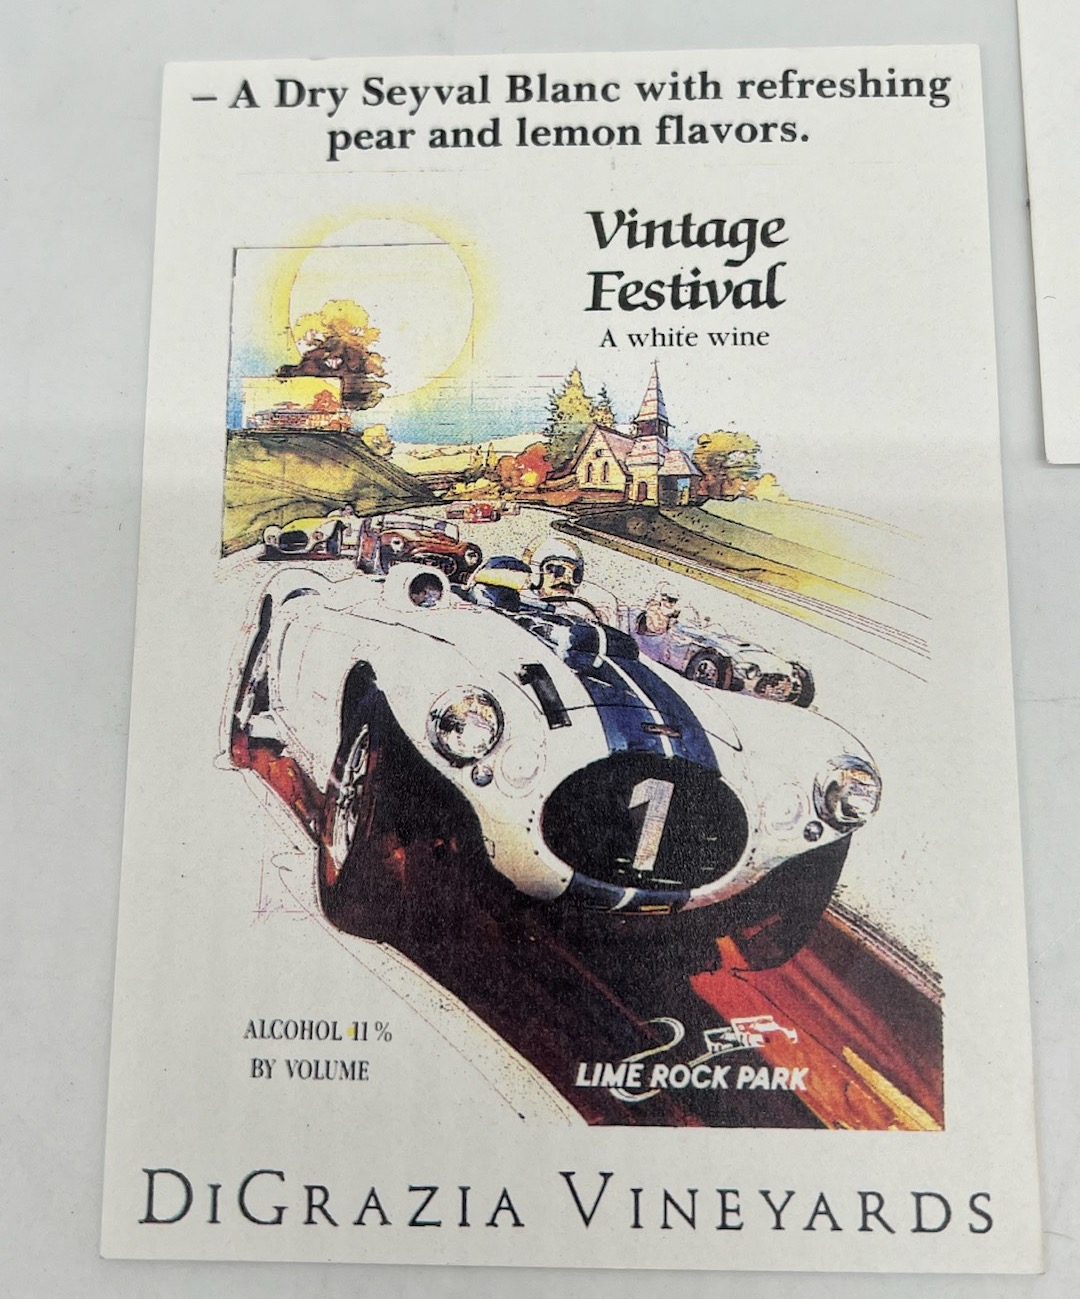 – A Dry Seyval Blanc with refreshing
pear and lemon flavors.
Vintage
Festival
A white wine
1
1
ALCOHOL 11 %
BY VOLUME
LIME ROCK PARK
DIGRAZIA VINEYARDS